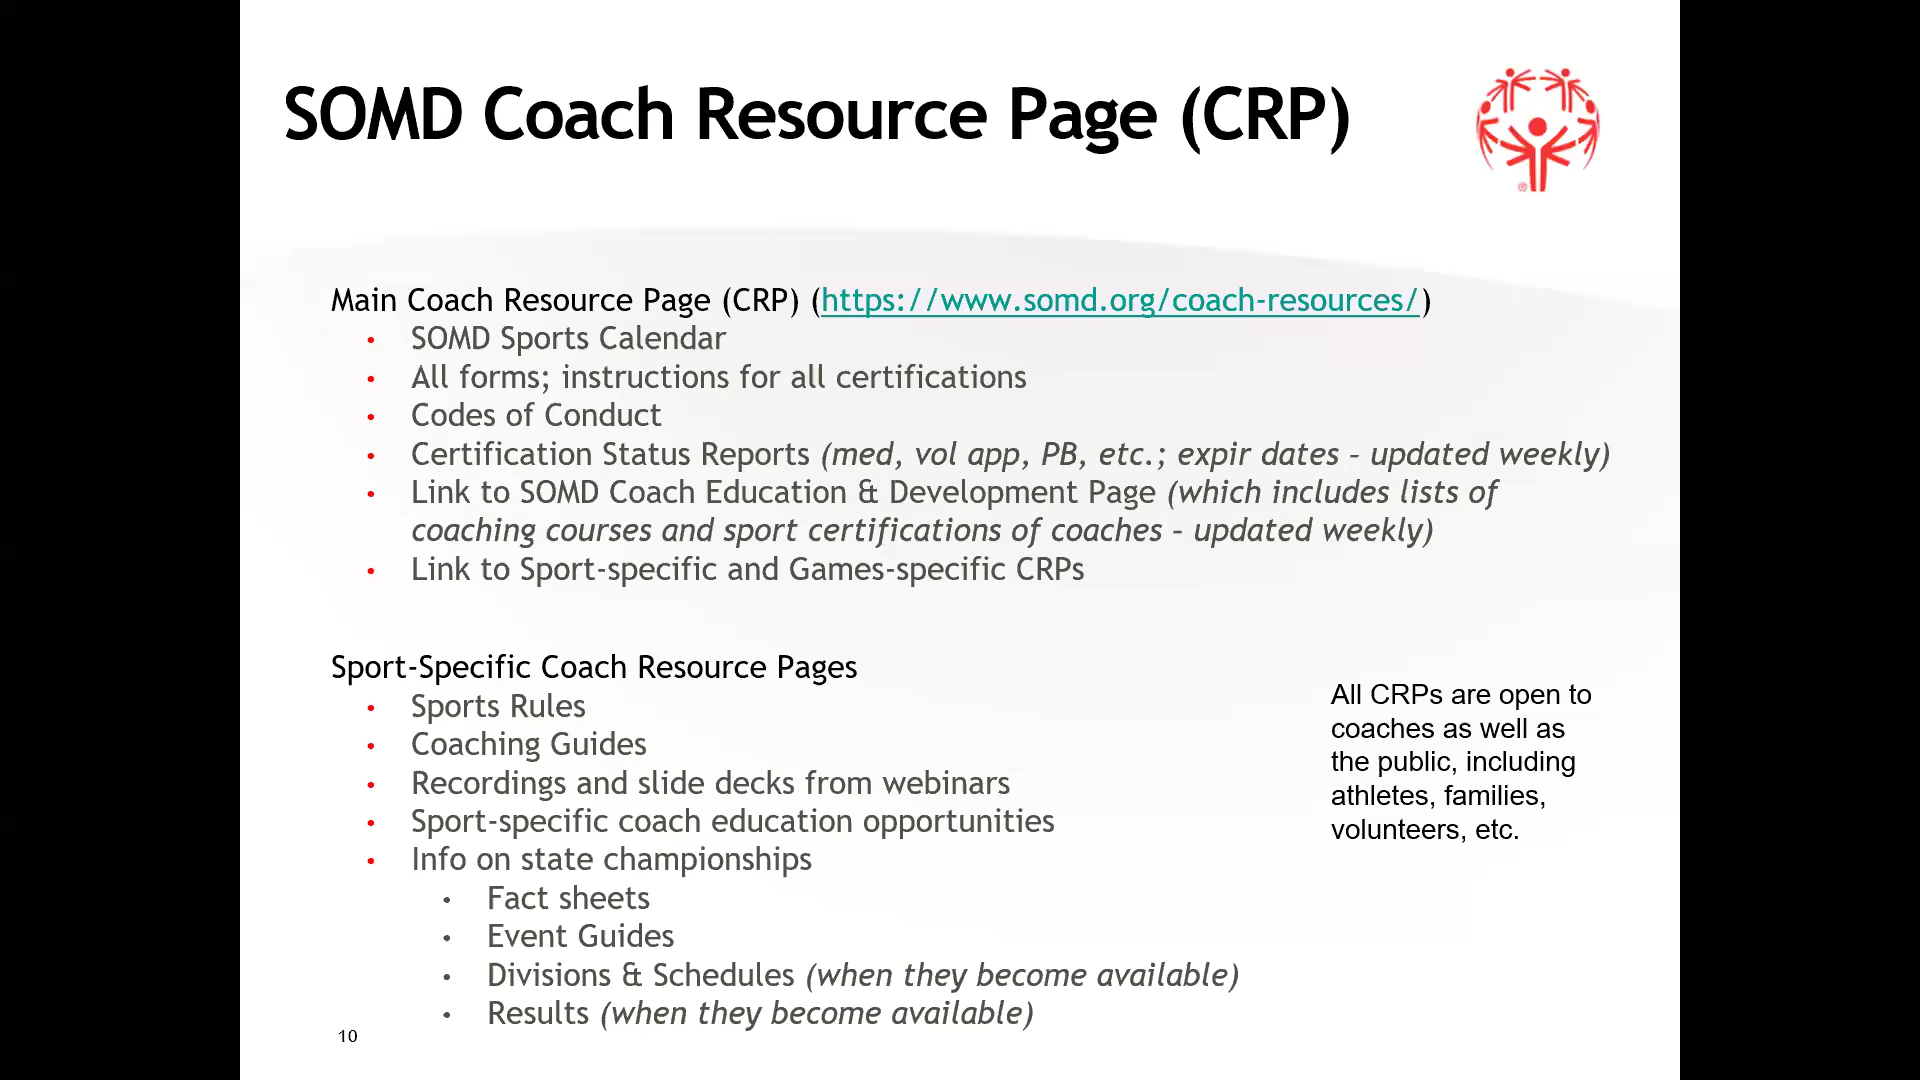 SOMD Coach Resource Page (CRP)
Main Coach Resource Page (CRP) (https://www.somd.org/coach-resources/)
• SOMD Sports Calendar
• All forms; instructions for all certifications
• Codes of Conduct
• Certification Status Reports (med, vol app, PB, etc.; expir dates – updated weekly)
• Link to SOMD Coach Education & Development Page (which includes lists of
coaching courses and sport certifications of coaches – updated weekly)
• Link to Sport-specific and Games-specific CRPs
Sport-Specific Coach Resource Pages
• Sports Rules
• Coaching Guides
• Recordings and slide decks from webinars
• Sport-specific coach education opportunities
• Info on state championships
• Fact sheets
• Event Guides
• Divisions & Schedules (when they become available)
• Results (when they become available)
All CRPs are open to
coaches as well as
the public, including
athletes, families,
volunteers, etc.
10